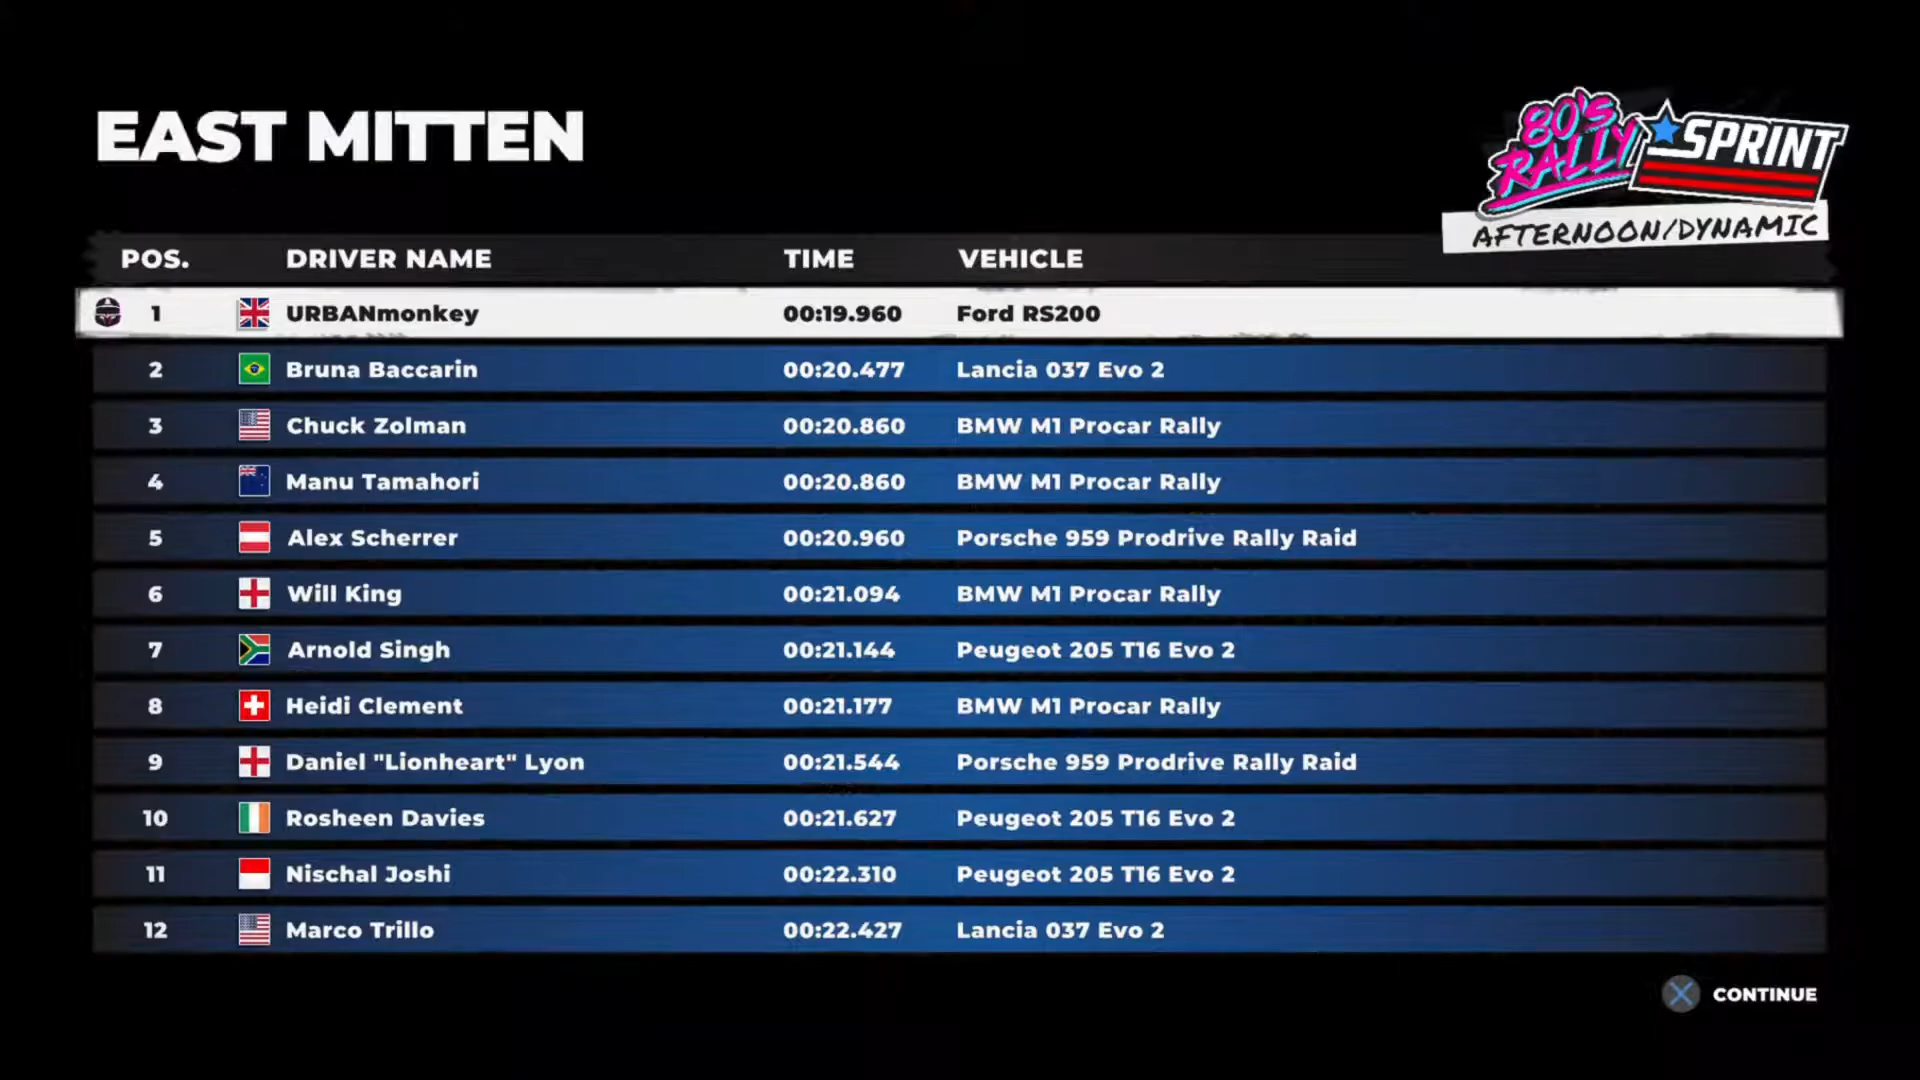 EAST MITTEN
80'S RALLY
SPRINT
AFTERNOON/DYNAMIC
POS. DRIVER NAME TIME VEHICLE
1 URBANmonkey 00:19.960 Ford RS200
2 Bruna Baccarin 00:20.477 Lancia 037 Evo 2
3 Chuck Zolman 00:20.860 BMW M1 Procar Rally
4 Manu Tamahori 00:20.860 BMW M1 Procar Rally
5 Alex Scherrer 00:20.960 Porsche 959 Prodrive Rally Raid
6 Will King 00:21.094 BMW M1 Procar Rally
7 Arnold Singh 00:21.144 Peugeot 205 T16 Evo 2
8 Heidi Clement 00:21.177 BMW M1 Procar Rally
9 Daniel "Lionheart" Lyon 00:21.544 Porsche 959 Prodrive Rally Raid
10 Rosheen Davies 00:21.627 Peugeot 205 T16 Evo 2
11 Nischal Joshi 00:22.310 Peugeot 205 T16 Evo 2
12 Marco Trillo 00:22.427 Lancia 037 Evo 2
CONTINUE